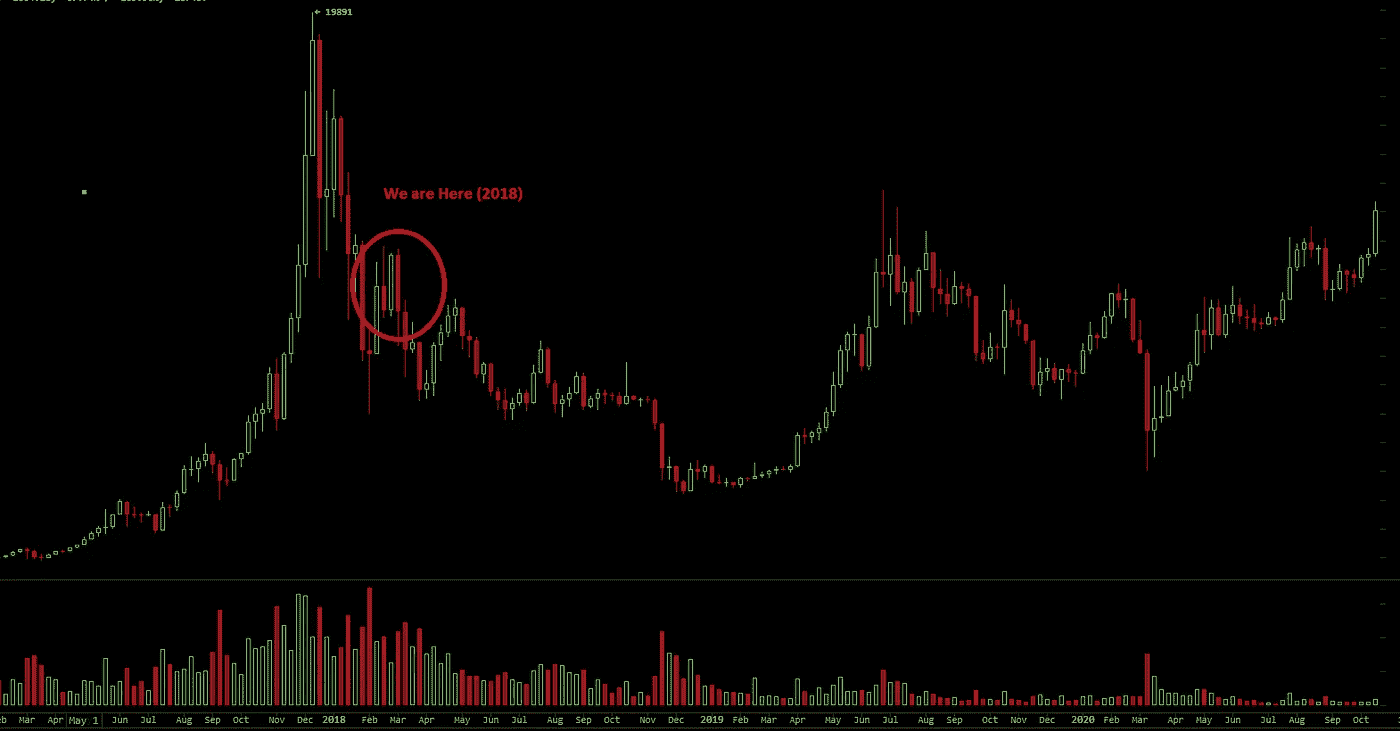 ← 19891
We are Here (2018)
Mar Apr May 1 Jun Jul Aug Sep Oct Nov Dec 2018 Feb Mar Apr May Jun Jul Aug Sep Oct Nov Dec 2019 Feb Mar Apr May Jun Jul Aug Sep Oct Nov Dec 2020 Feb Mar Apr May Jun Jul Aug Sep Oct